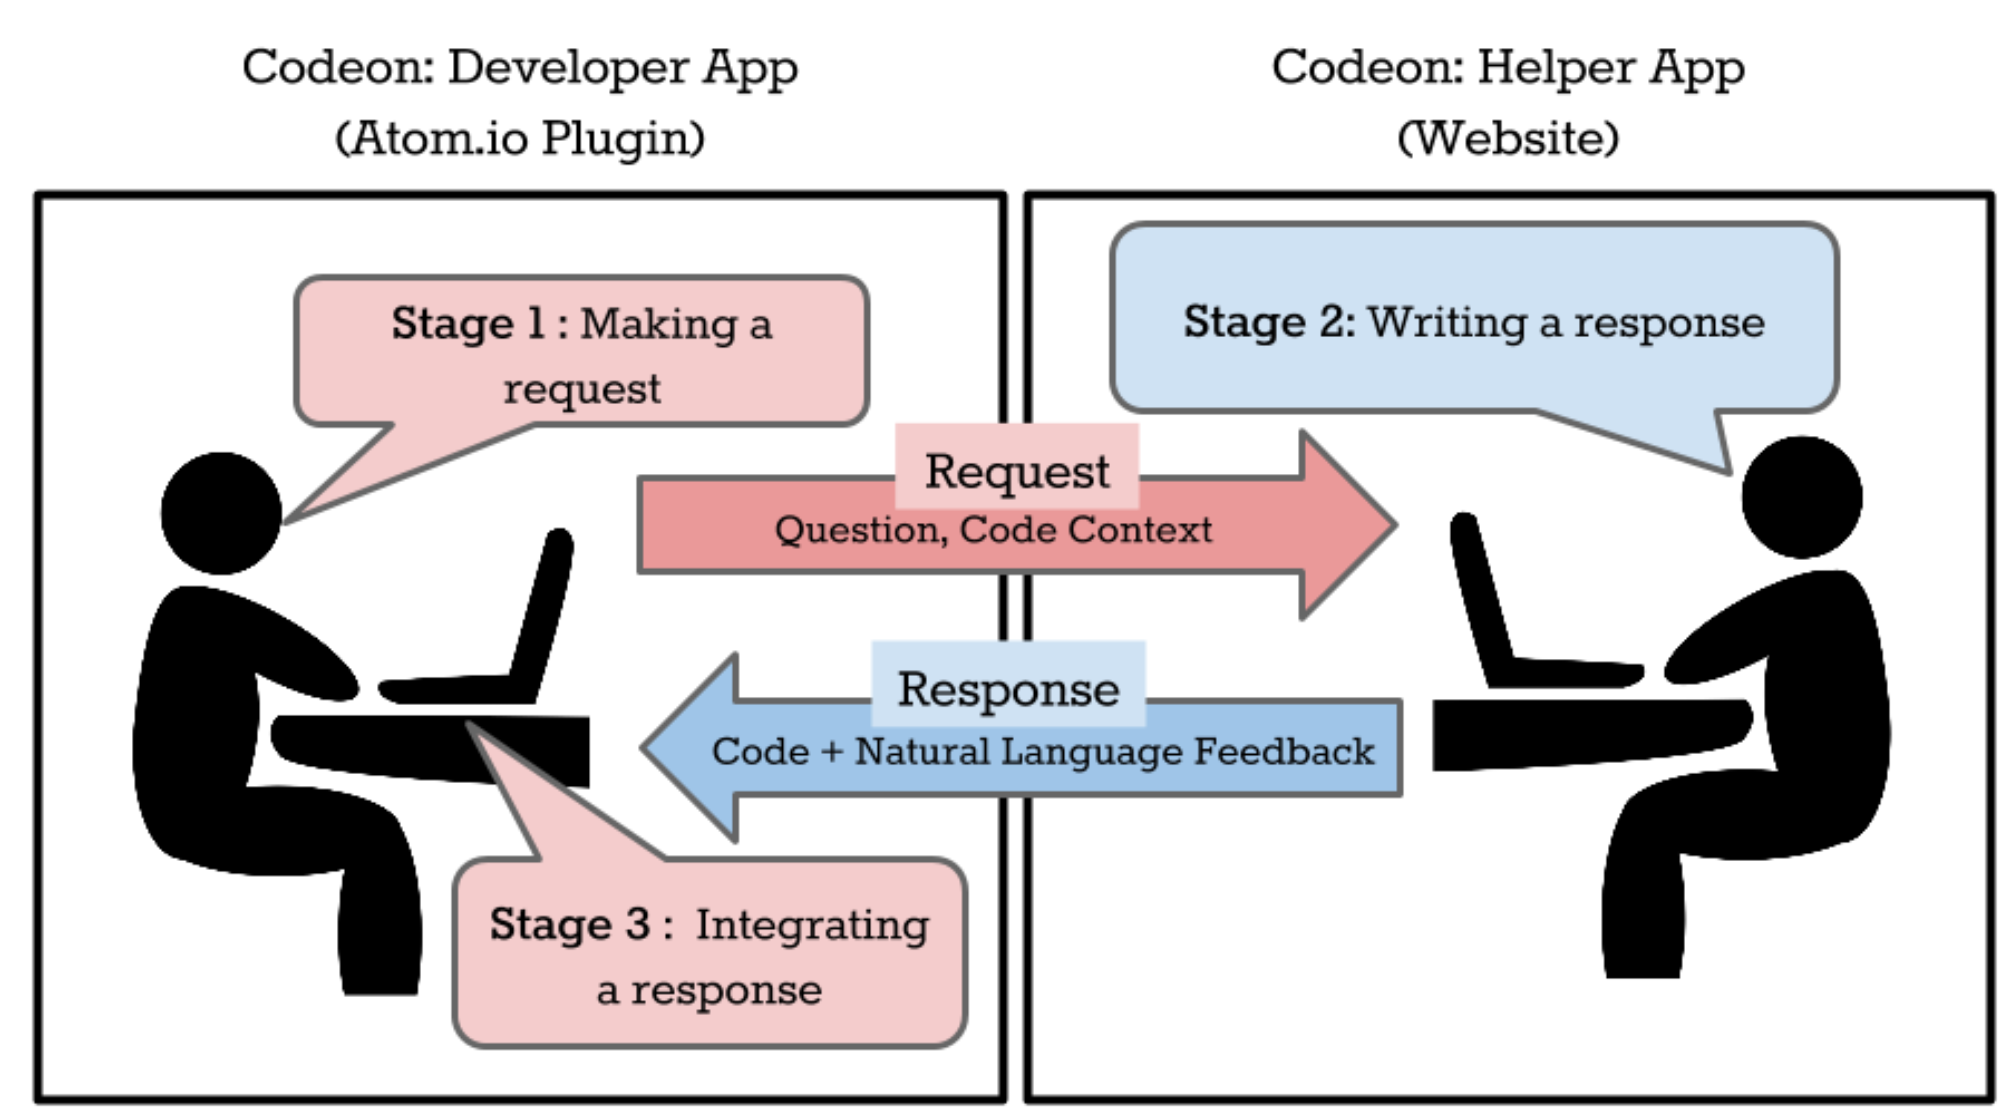 Codeon: Developer App
(Atom.io Plugin)
Codeon: Helper App
(Website)
Stage 1 : Making a
request
Stage 2: Writing a response
Request
Question, Code Context
Response
Code + Natural Language Feedback
Stage 3 : Integrating
a response